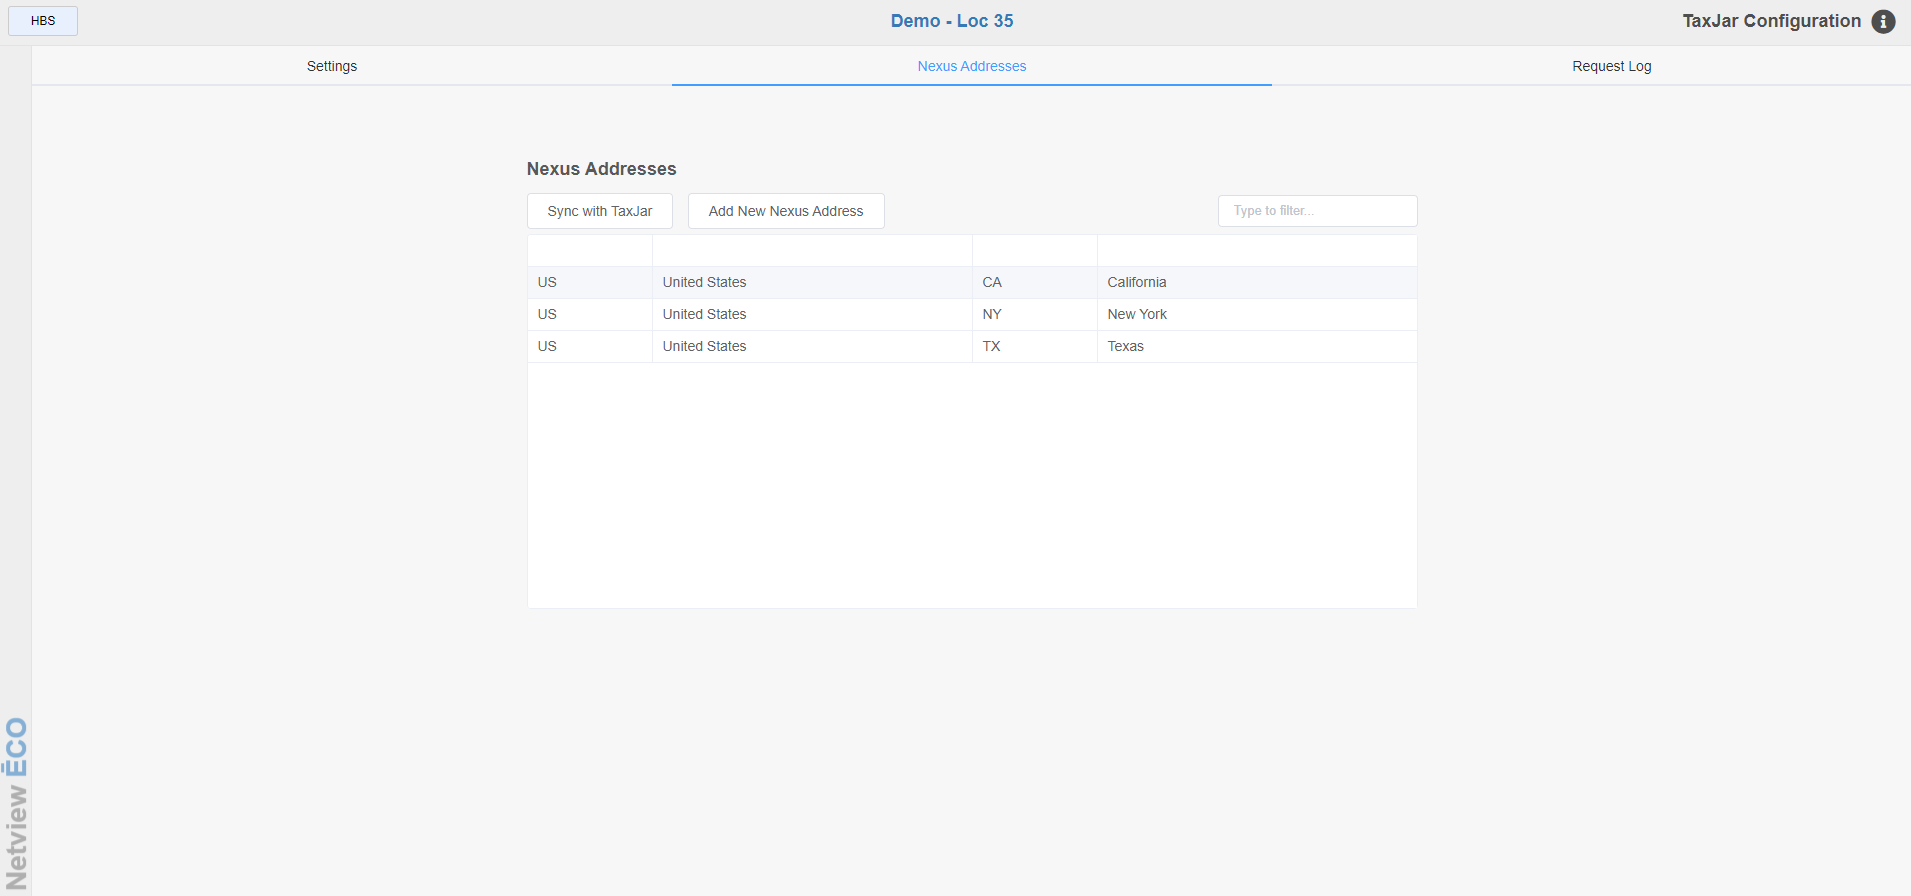 HBS
Demo - Loc 35
TaxJar Configuration
Settings
Nexus Addresses
Request Log
Nexus Addresses
Sync with TaxJar
Add New Nexus Address
Type to filter...
US United States CA California
US United States NY New York
US United States TX Texas
Netview ĒCO